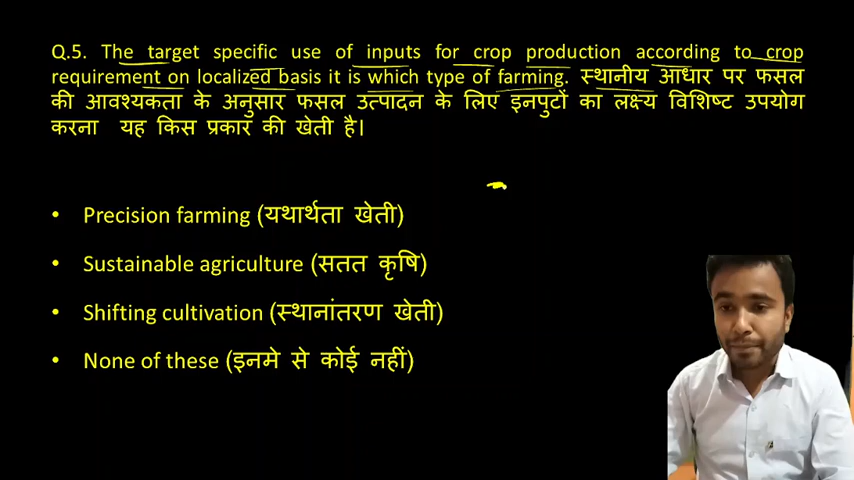 Q.5. The target specific use of inputs for crop production according to crop
requirement on localized basis it is which type of farming. स्थानीय आधार पर फसल
की आवश्यकता के अनुसार फसल उत्पादन के लिए इनपुटों का लक्ष्य विशिष्ट उपयोग
करना यह किस प्रकार की खेती है।
• Precision farming (यथार्थता खेती)
• Sustainable agriculture (सतत कृषि)
• Shifting cultivation (स्थानांतरण खेती)
• None of these (इनमे से कोई नहीं)